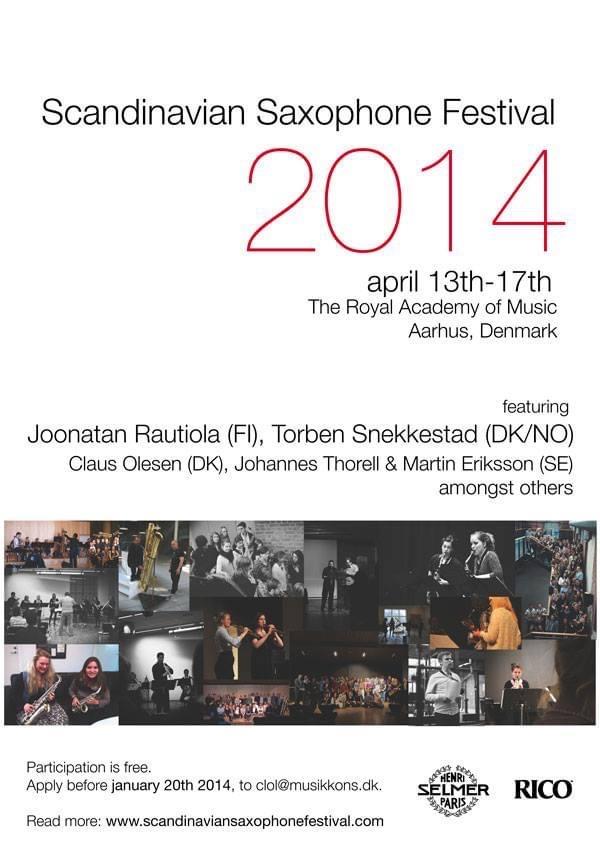 Scandinavian Saxophone Festival
2014
april 13th-17th
The Royal Academy of Music
Aarhus, Denmark
featuring
Joonatan Rautiola (FI), Torben Snekkestad (DK/NO)
Claus Olesen (DK), Johannes Thorell & Martin Eriksson (SE)
amongst others
Participation is free.
Apply before january 20th 2014, to clol@musikkons.dk.
Read more: www.scandinaviansaxophonefestival.com
HENRI
SELMER
PARIS
RICO